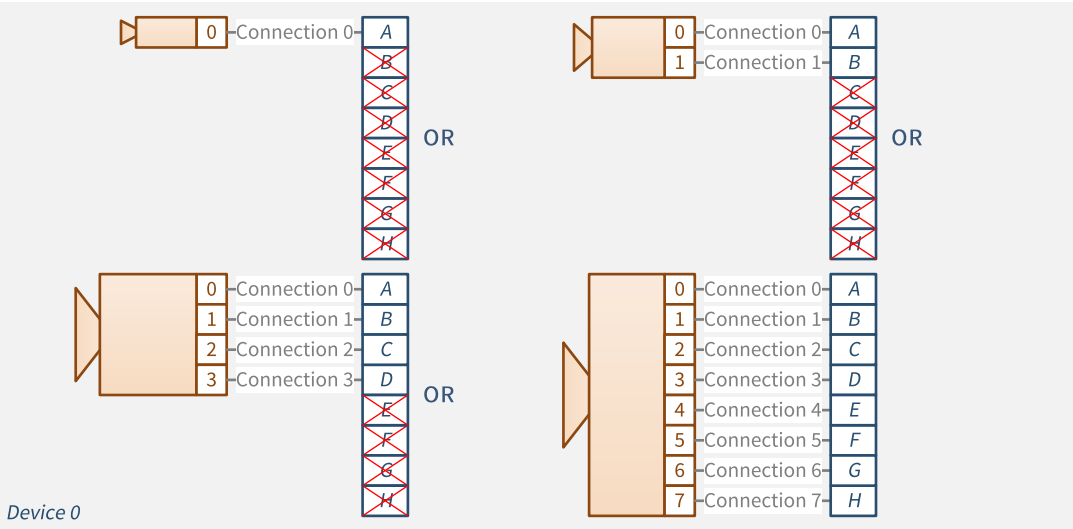 0 Connection 0 A
B
C
D
E
F
G
H
OR
0 Connection 0 A
1 Connection 1 B
C
D
E
F
G
H
OR
0 Connection 0 A
1 Connection 1 B
2 Connection 2 C
3 Connection 3 D
E
F
G
H
OR
0 Connection 0 A
1 Connection 1 B
2 Connection 2 C
3 Connection 3 D
4 Connection 4 E
5 Connection 5 F
6 Connection 6 G
7 Connection 7 H
Device 0